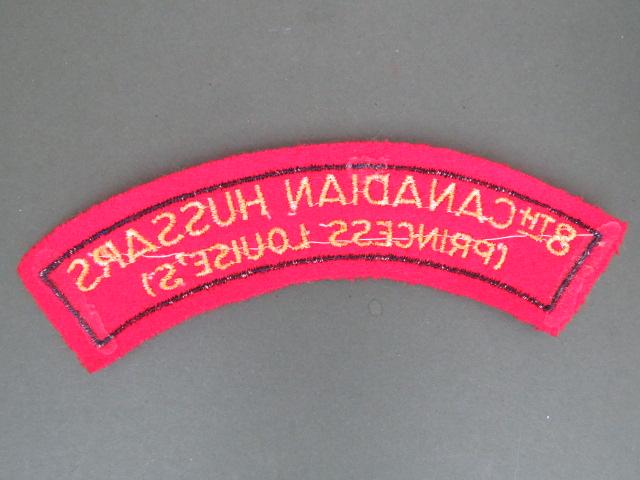 8TH CANADIAN HUSSARS
(PRINCESS LOUISE'S)